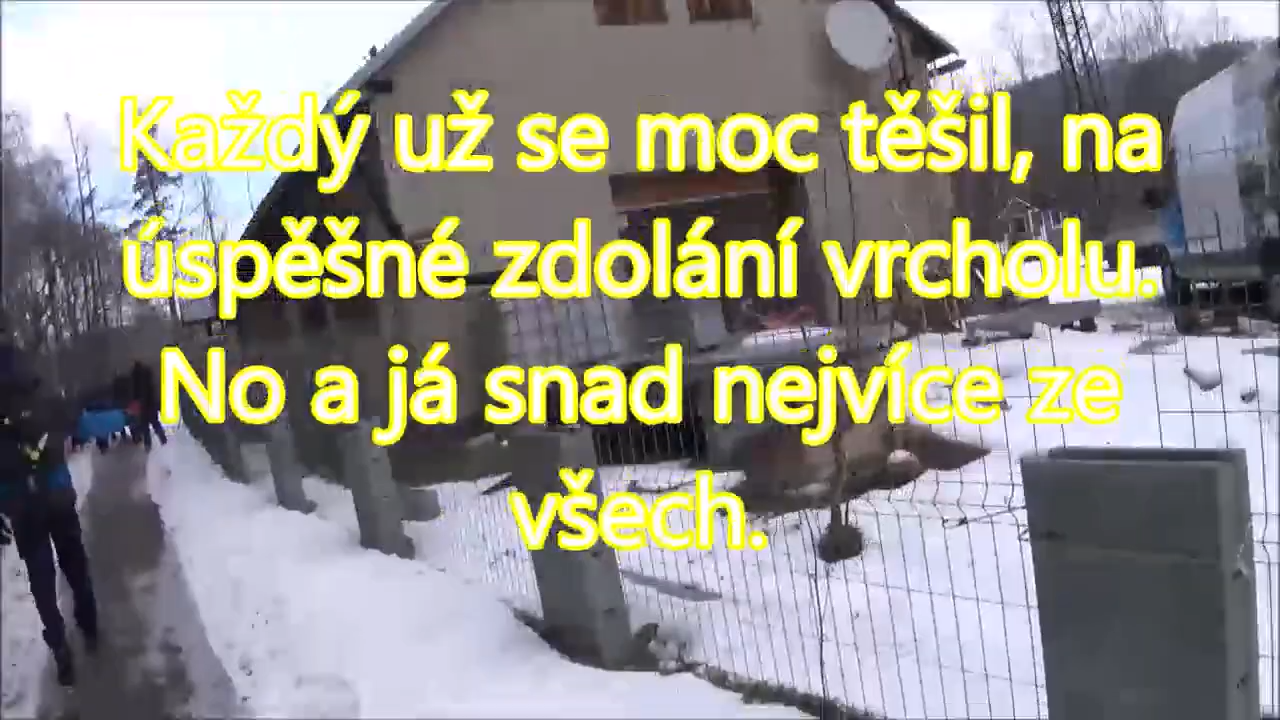 Každý už se moc těšil, na
úspěšné zdolání vrcholu.
No a já snad nejvíce ze
všech.